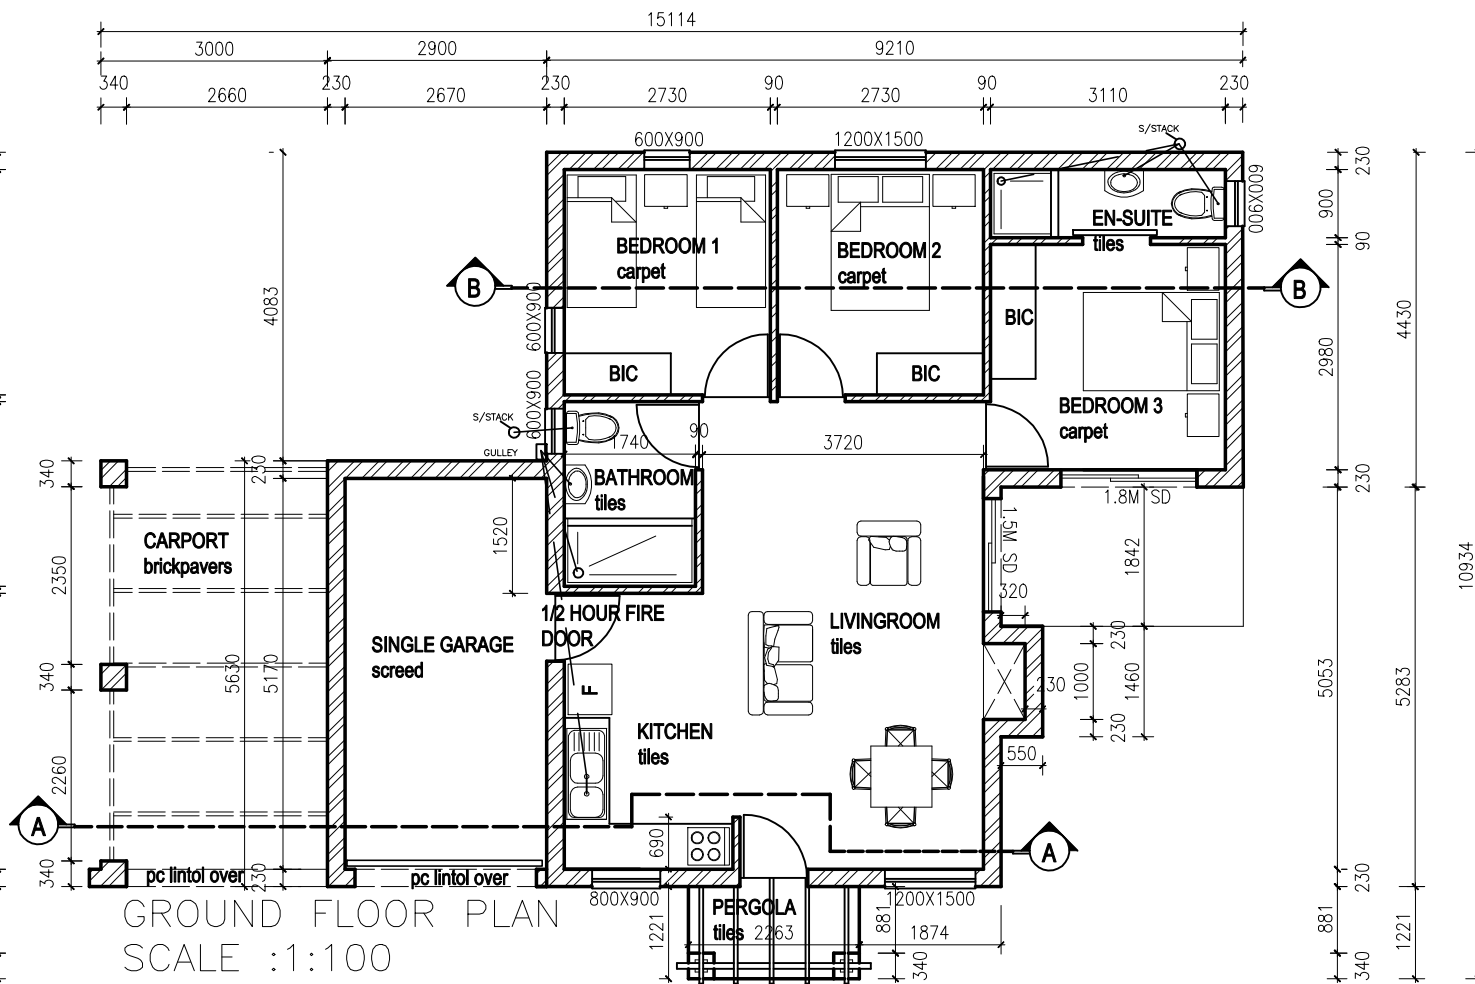 15114
3000 2900 9210
340 230 230 90 90 230
2660 2670 2730 2730 3110
S/STACK
600X900 1200X1500
230
600X900
900
EN-SUITE
tiles
BEDROOM 1
carpet
BEDROOM 2
carpet
90
B
B
4083
600X900
BIC
4430
2980
BIC
BIC
BEDROOM 3
carpet
600X900
S/STACK
GULLEY
1740
90
3720
340
230
BATHROOM
tiles
230
1.8M SD
1.5M SD
1520
CARPORT
brickpavers
2350
1842
10934
320
1/2 HOUR FIRE
DOOR
LIVINGROOM
tiles
230
SINGLE GARAGE
screed
340
5630
5170
F
230
1000
1460
5053
5283
KITCHEN
tiles
230
550
2260
A
690
A
340
pc lintol over
230
pc lintol over
230
800X900
1200X1500
GROUND FLOOR PLAN
PERGOLA
tiles
2263
881
1874
1221
881
1221
SCALE :1:100
340
340